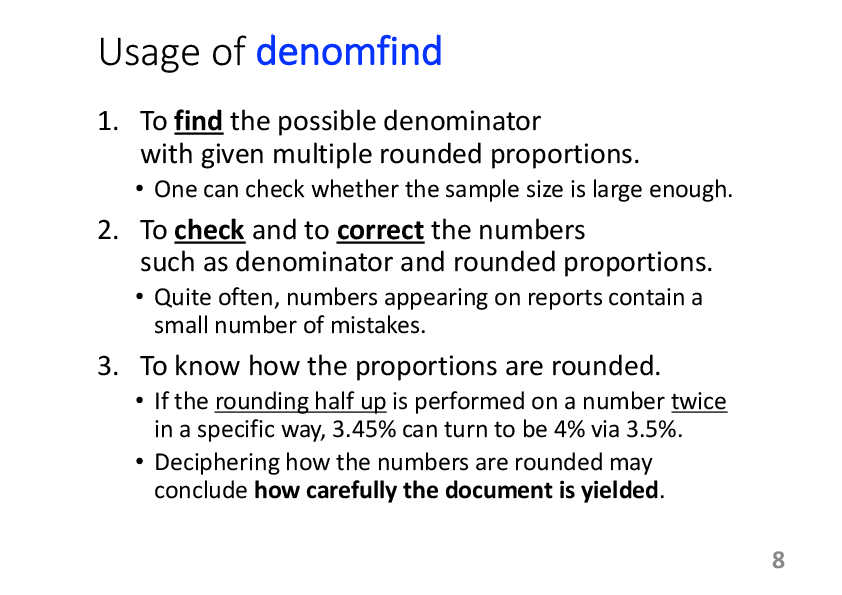 Usage of denomfind
1. To find the possible denominator
with given multiple rounded proportions.
• One can check whether the sample size is large enough.
2. To check and to correct the numbers
such as denominator and rounded proportions.
• Quite often, numbers appearing on reports contain a
small number of mistakes.
3. To know how the proportions are rounded.
• If the rounding half up is performed on a number twice
in a specific way, 3.45% can turn to be 4% via 3.5%.
• Deciphering how the numbers are rounded may
conclude how carefully the document is yielded.
8